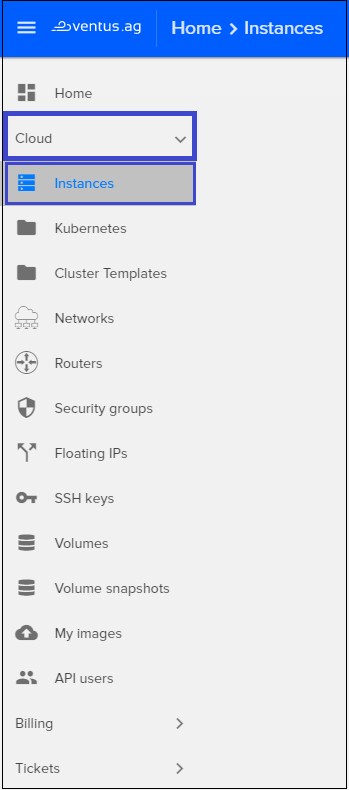 ventus.ag Home > Instances
Home
Cloud
Instances
Kubernetes
Cluster Templates
Networks
Routers
Security groups
Floating IPs
SSH keys
Volumes
Volume snapshots
My images
API users
Billing
Tickets